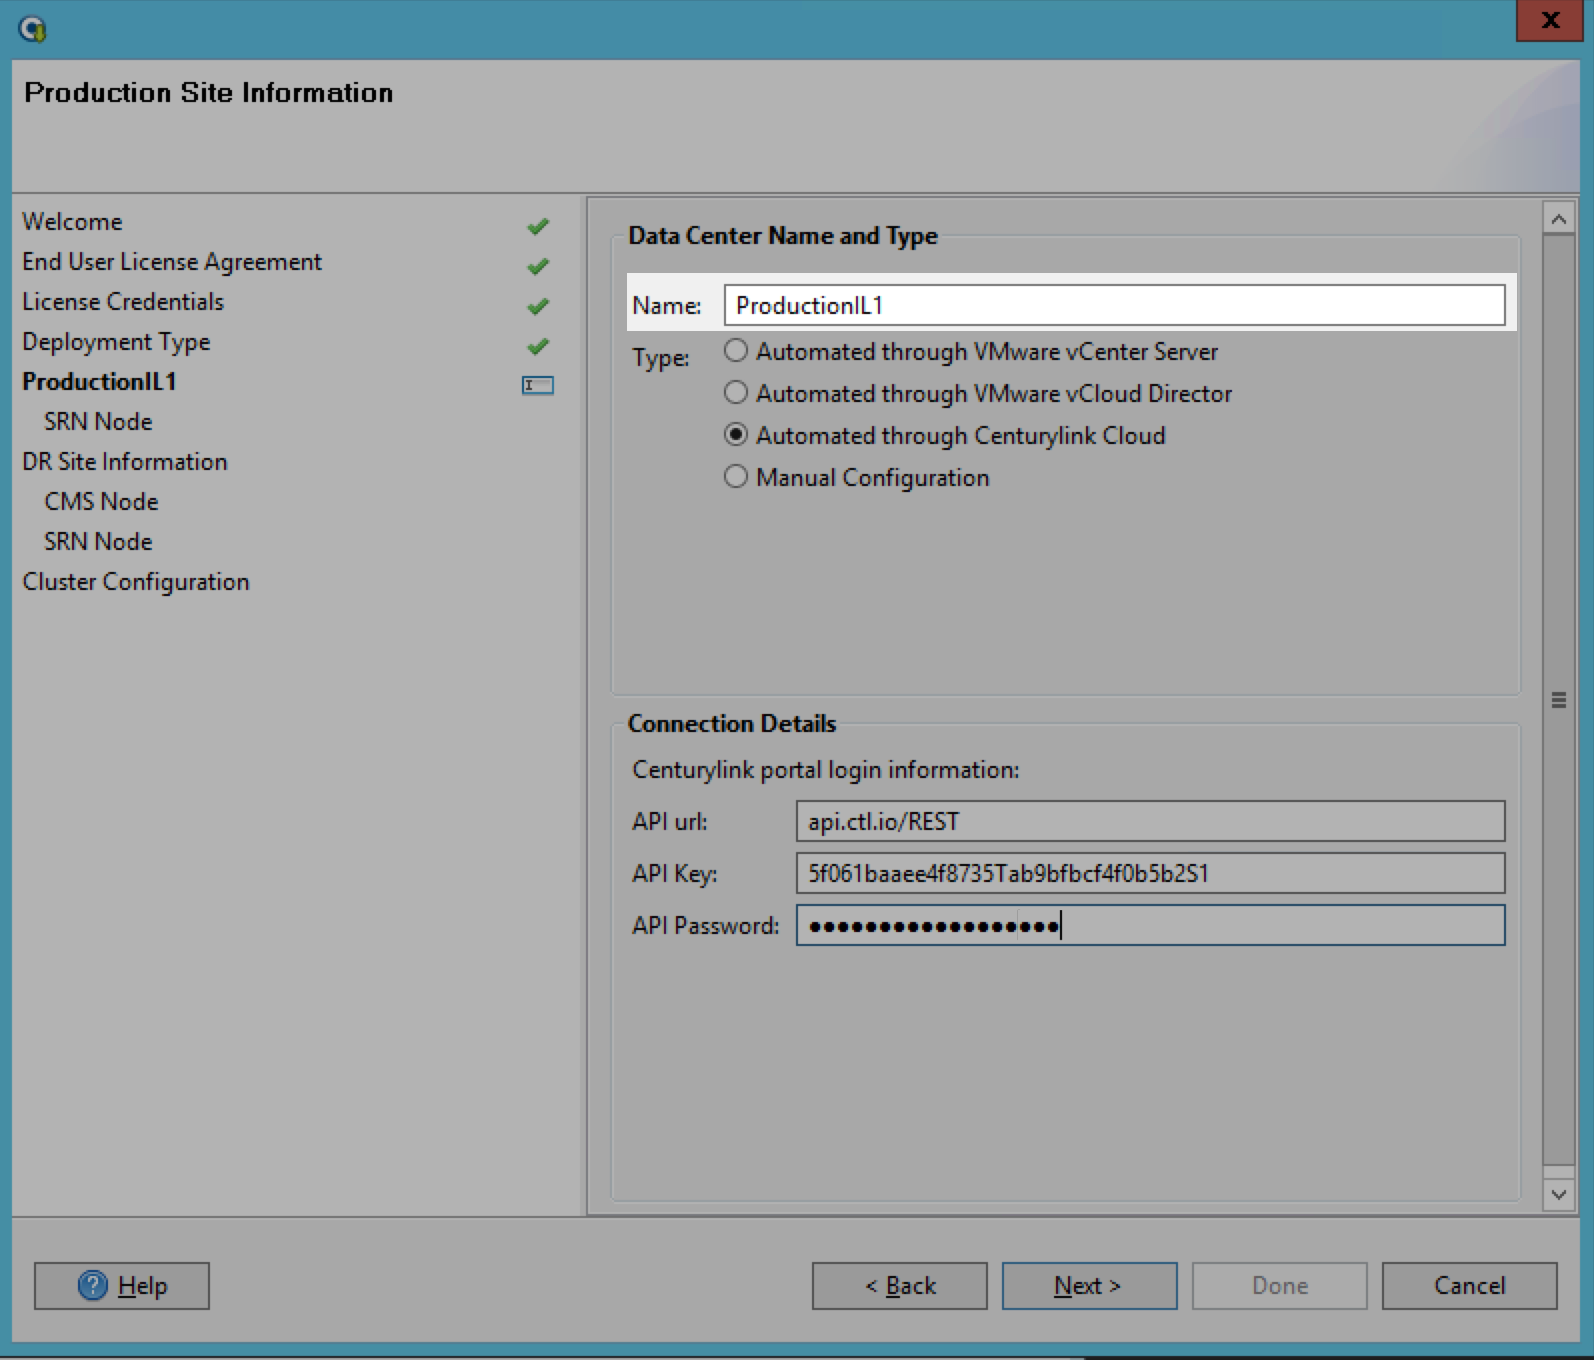 X
Production Site Information
Welcome
End User License Agreement
License Credentials
Deployment Type
ProductionIL1
SRN Node
DR Site Information
CMS Node
SRN Node
Cluster Configuration
Data Center Name and Type
Name: ProductionIL1
Type: Automated through VMware vCenter Server
Automated through VMware vCloud Director
Automated through Centurylink Cloud
Manual Configuration
Connection Details
Centurylink portal login information:
API url: api.ctl.io/REST
API Key: 5f061baaee4f8735Tab9bfbcf4f0b5b2S1
API Password: ••••••••••••••••••
? Help
< Back
Next >
Done
Cancel